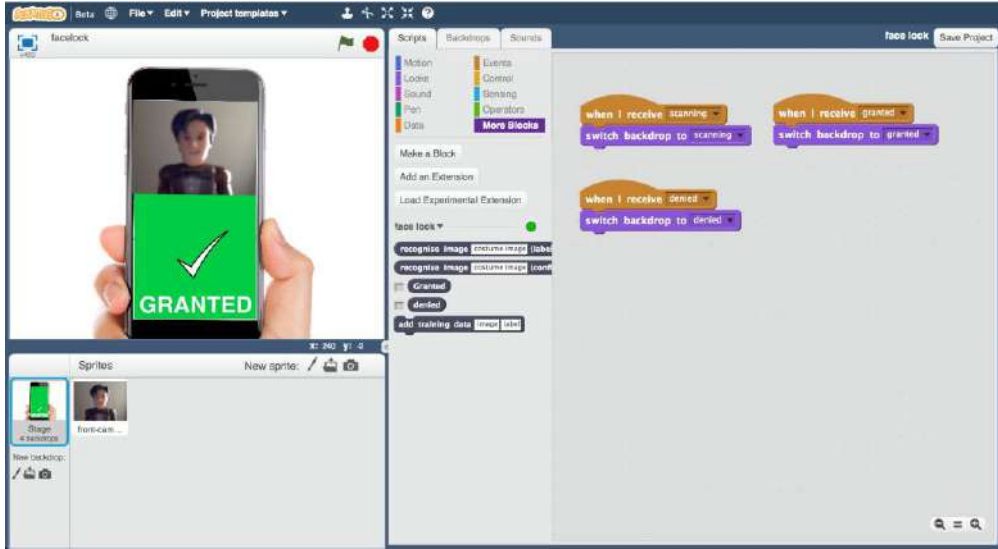 Beta File▾ Edit▾ Project templates▾
facelock
GRANTED
X: 240 y:
Sprites
New sprite:
Stage
4 backdrops
front-cam...
New backdrop:
Scripts
Backdrops
Sounds
Motion
Looks
Sound
Pen
Data
Events
Control
Sensing
Operators
More Blocks
Make a Block
Add an Extension
Load Experimental Extension
face lock ▾
recognise image costume image (label
recognise image costume image (conf
Granted
denied
add training data image label
face lock
Save Project
when I receive scanning
switch backdrop to scanning
when I receive granted
switch backdrop to granted
when I receive denied
switch backdrop to denied